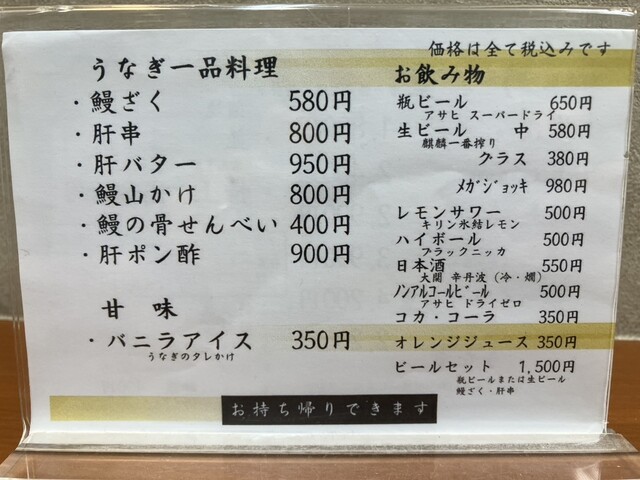 価格は全て税込みです
うなぎ一品料理
・鰻ざく 580円
・肝串 800円
・肝バター 950円
・鰻山かけ 800円
・鰻の骨せんべい 400円
・肝ポン酢 900円
甘 味
・バニラアイス 350円
うなぎのタレかけ
お飲み物
瓶ビール 650円
アサヒ スーパードライ
生ビール 中 580円
麒麟一番搾り
グラス 380円
メガジョッキ 980円
レモンサワー 500円
キリン氷結レモン
ハイボール 500円
ブラックニッカ
日本酒 550円
大関 辛丹波（冷・燗）
ノンアルコールビール 500円
アサヒ ドライゼロ
コカ・コーラ 350円
オレンジジュース 350円
ビールセット 1,500円
瓶ビールまたは生ビール
鰻ざく・肝串
お持ち帰りできます